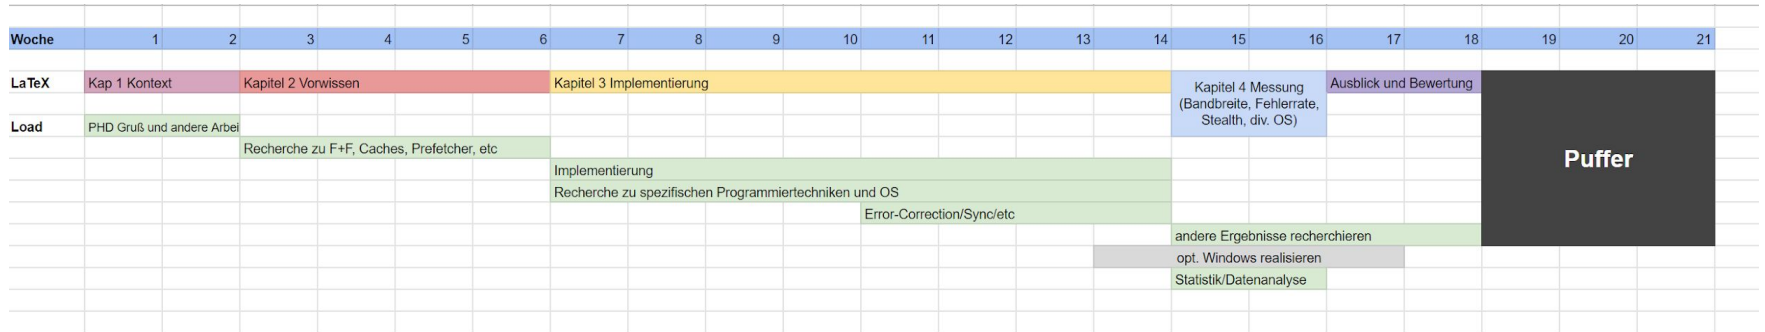 Woche 1 2 3 4 5 6 7 8 9 10 11 12 13 14 15 16 17 18 19 20 21
LaTeX Kap 1 Kontext Kapitel 2 Vorwissen Kapitel 3 Implementierung
Kapitel 4 Messung
(Bandbreite, Fehlerrate,
Stealth, div. OS)
Ausblick und Bewertung
Puffer
Load PHD Gruß und andere Arbei
Recherche zu F+F, Caches, Prefetcher, etc
Implementierung
Recherche zu spezifischen Programmiertechniken und OS
Error-Correction/Sync/etc
andere Ergebnisse recherchieren
opt. Windows realisieren
Statistik/Datenanalyse